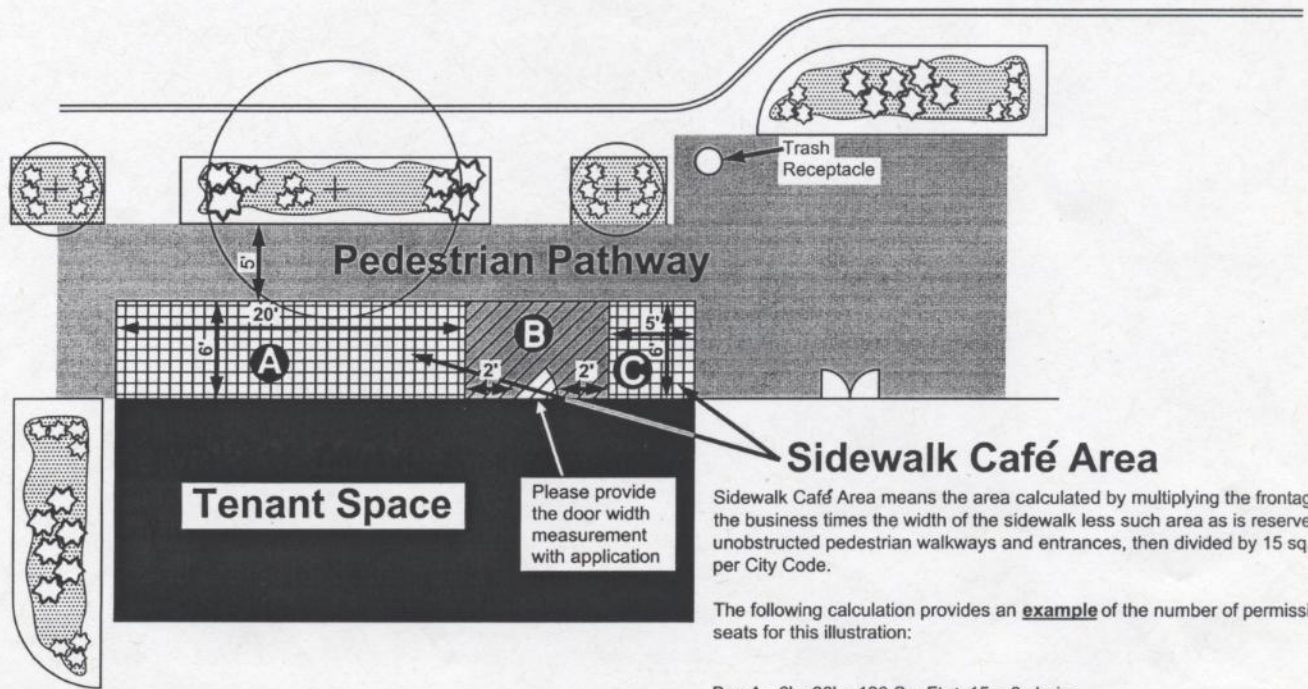 Trash
Receptacle
Pedestrian Pathway
5'
20'
6'
A
B
C
5'
6'
2'
2'
Tenant Space
Please provide
the door width
measurement
with application
Sidewalk Café Area
Sidewalk Café Area means the area calculated by multiplying the
the business times the width of the sidewalk less such area as is
unobstructed pedestrian walkways and entrances, then divided by 15 sq
per City Code.
The following calculation provides an example of the number of
seats for this illustration: